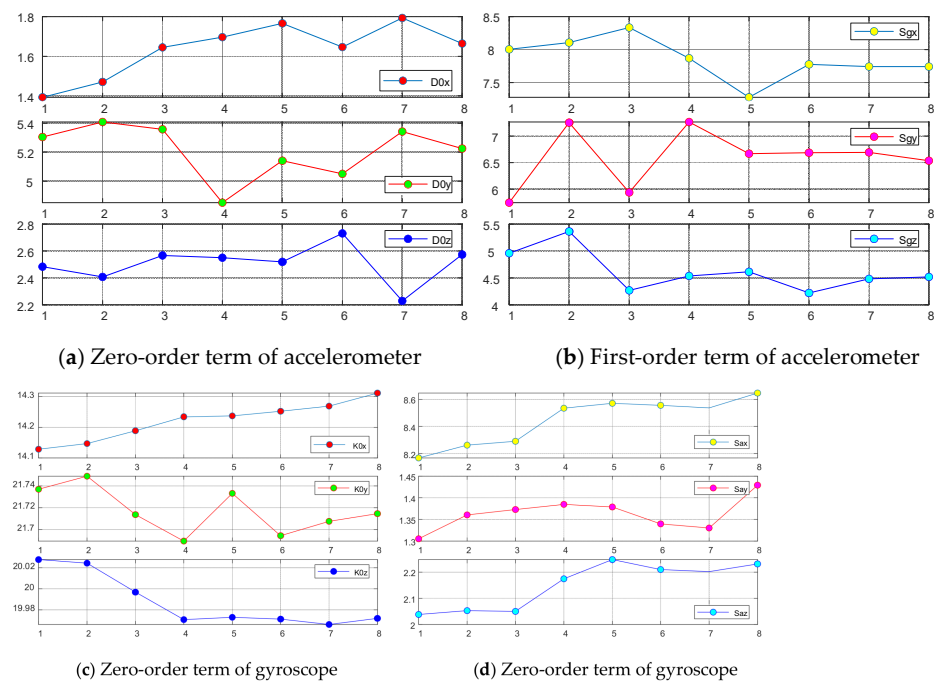 1.8
1.6
1.4
D0x
1 2 3 4 5 6 7 8
5.4
5.2
5
D0y
1 2 3 4 5 6 7 8
2.8
2.6
2.4
2.2
D0z
1 2 3 4 5 6 7 8
(a) Zero-order term of accelerometer
8.5
8
7.5
Sgx
1 2 3 4 5 6 7 8
7
6.5
6
Sgy
1 2 3 4 5 6 7 8
5.5
5
4.5
4
Sgz
1 2 3 4 5 6 7 8
(b) First-order term of accelerometer
14.3
14.2
14.1
K0x
1 2 3 4 5 6 7 8
21.74
21.72
21.7
K0y
1 2 3 4 5 6 7 8
20.02
20
19.98
K0z
1 2 3 4 5 6 7 8
(c) Zero-order term of gyroscope
8.6
8.4
8.2
Sax
1 2 3 4 5 6 7 8
1.45
1.4
1.35
1.3
Say
1 2 3 4 5 6 7 8
2.2
2.1
2
Saz
1 2 3 4 5 6 7 8
(d) Zero-order term of gyroscope